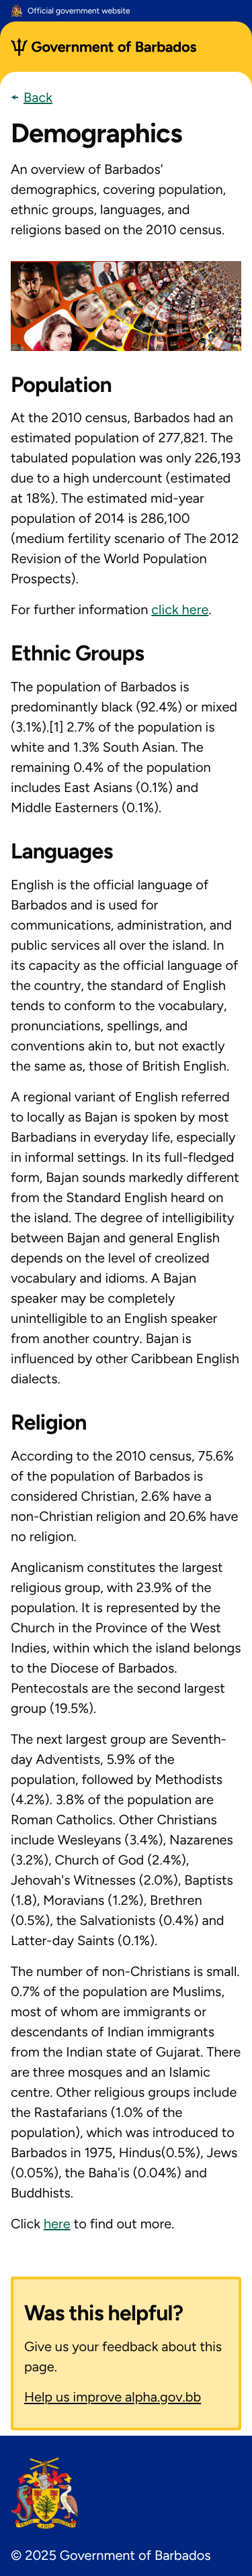 Official government website
Government of Barbados
← Back
Demographics
An overview of Barbados'
demographics, covering population,
ethnic groups, languages, and
religions based on the 2010 census.
Population
At the 2010 census, Barbados had an
estimated population of 277,821. The
tabulated population was only 226,193
due to a high undercount (estimated
at 18%). The estimated mid-year
population of 2014 is 286,100
(medium fertility scenario of The 2012
Revision of the World Population
Prospects).
For further information click here.
Ethnic Groups
The population of Barbados is
predominantly black (92.4%) or mixed
(3.1%).[1] 2.7% of the population is
white and 1.3% South Asian. The
remaining 0.4% of the population
includes East Asians (0.1%) and
Middle Easterners (0.1%).
Languages
English is the official language of
Barbados and is used for
communications, administration, and
public services all over the island. In
its capacity as the official language of
the country, the standard of English
tends to conform to the vocabulary,
pronunciations, spellings, and
conventions akin to, but not exactly
the same as, those of British English.
A regional variant of English referred
to locally as Bajan is spoken by most
Barbadians in everyday life, especially
in informal settings. In its full-fledged
form, Bajan sounds markedly different
from the Standard English heard on
the island. The degree of intelligibility
between Bajan and general English
depends on the level of creolized
vocabulary and idioms. A Bajan
speaker may be completely
unintelligible to an English speaker
from another country. Bajan is
influenced by other Caribbean English
dialects.
Religion
According to the 2010 census, 75.6%
of the population of Barbados is
considered Christian, 2.6% have a
non-Christian religion and 20.6% have
no religion.
Anglicanism constitutes the largest
religious group, with 23.9% of the
population. It is represented by the
Church in the Province of the West
Indies, within which the island belongs
to the Diocese of Barbados.
Pentecostals are the second largest
group (19.5%).
The next largest group are Seventh-
day Adventists, 5.9% of the
population, followed by Methodists
(4.2%). 3.8% of the population are
Roman Catholics. Other Christians
include Wesleyans (3.4%), Nazarenes
(3.2%), Church of God (2.4%),
Jehovah's Witnesses (2.0%), Baptists
(1.8), Moravians (1.2%), Brethren
(0.5%), the Salvationists (0.4%) and
Latter-day Saints (0.1%).
The number of non-Christians is small.
0.7% of the population are Muslims,
most of whom are immigrants or
descendants of Indian immigrants
from the Indian state of Gujarat. There
are three mosques and an Islamic
centre. Other religious groups include
the Rastafarians (1.0% of the
population), which was introduced to
Barbados in 1975, Hindus(0.5%), Jews
(0.05%), the Baha'is (0.04%) and
Buddhists.
Click here to find out more.
Was this helpful?
Give us your feedback about this
page.
Help us improve alpha.gov.bb
© 2025 Government of Barbados